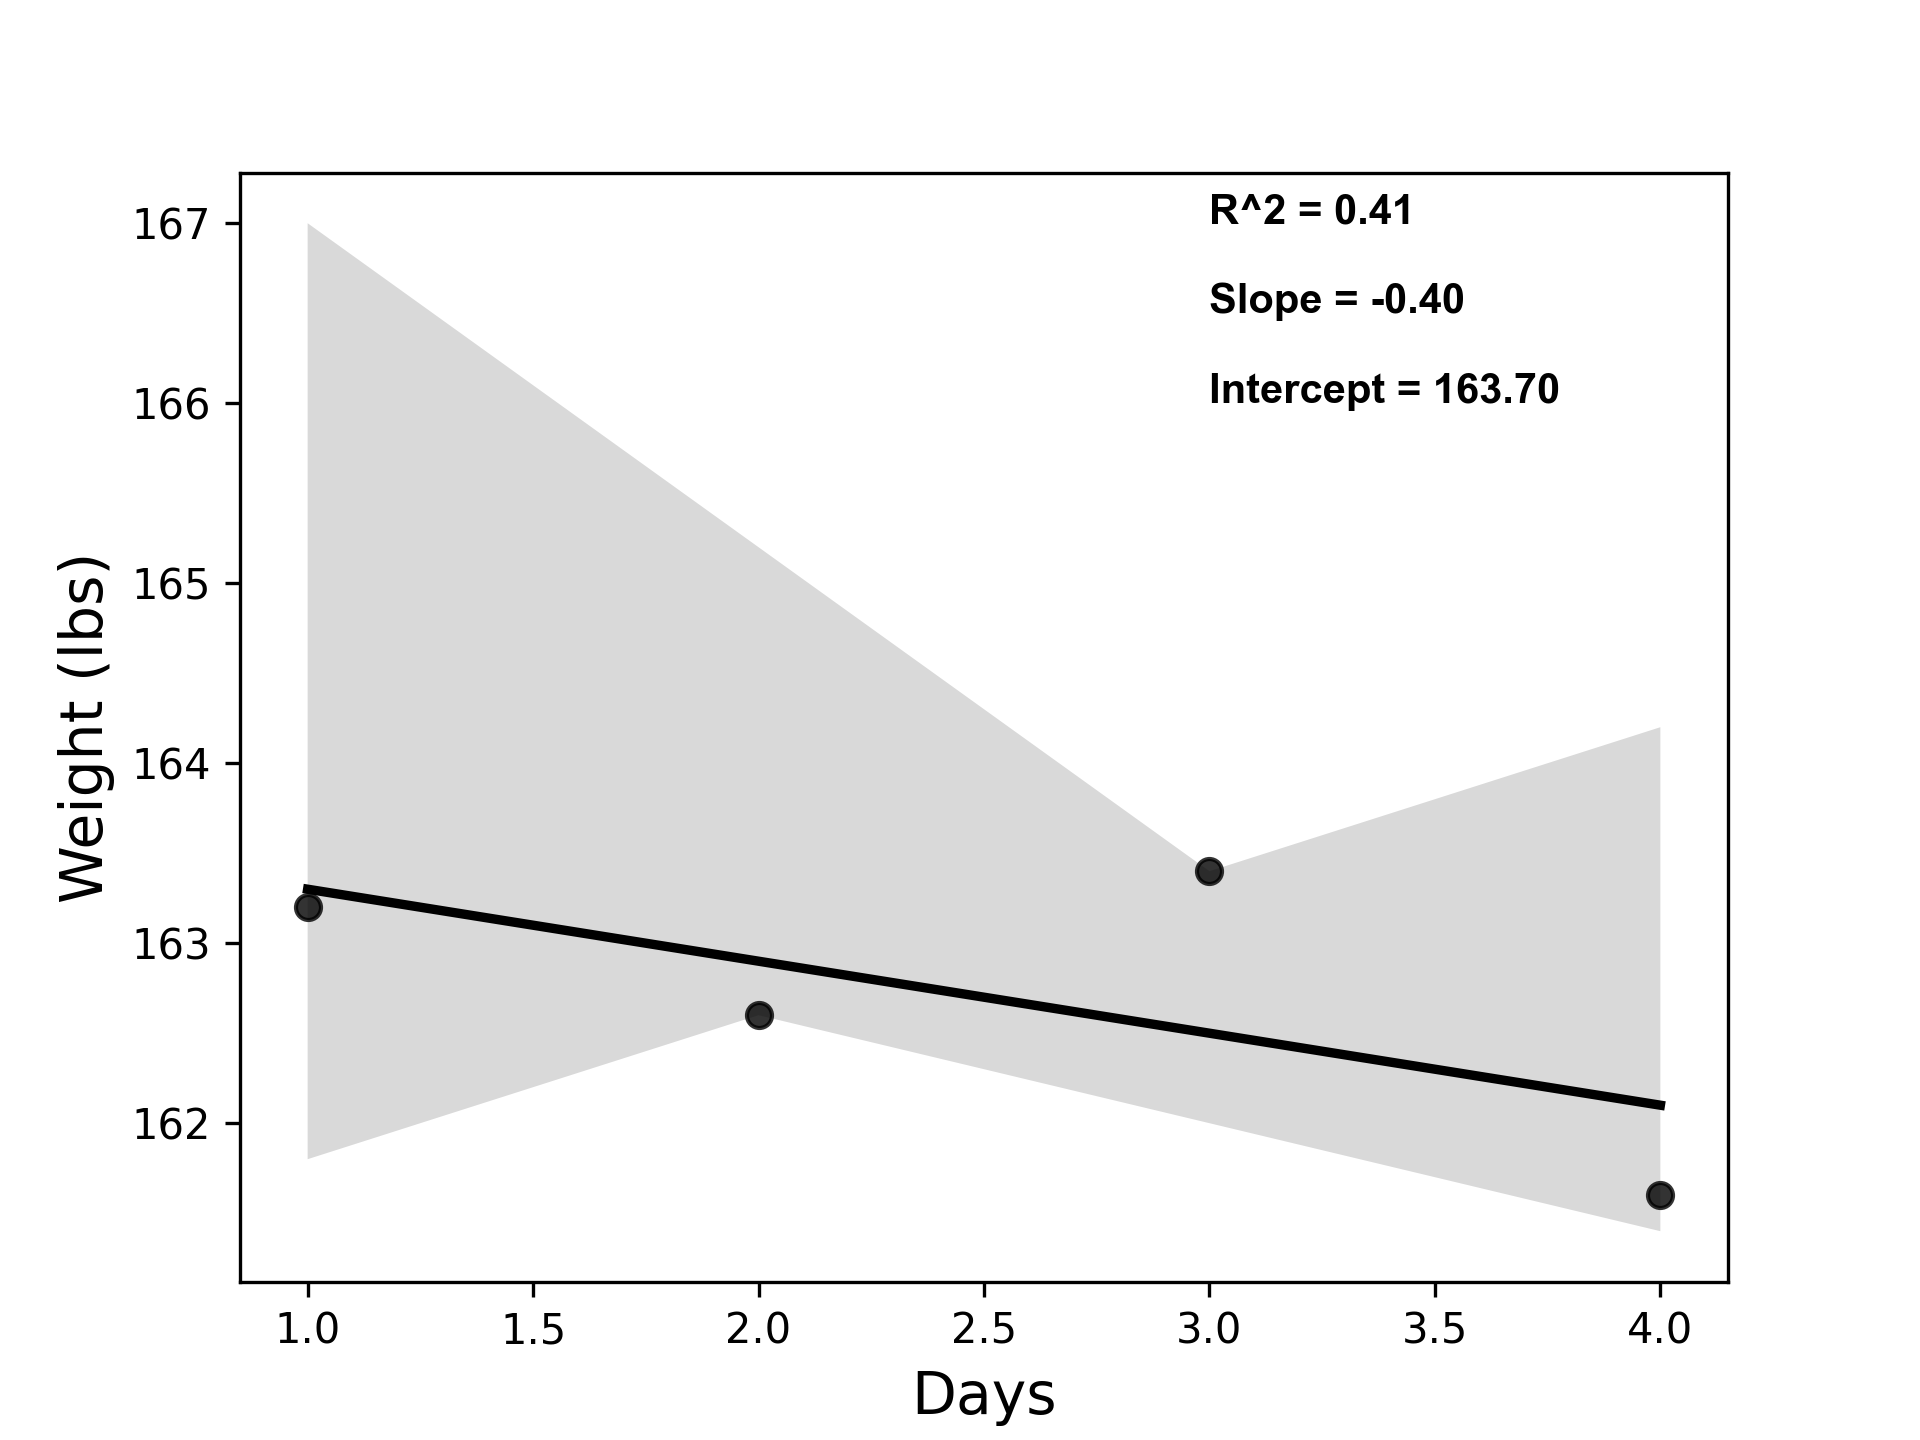 R^2 = 0.41
Slope = -0.40
Intercept = 163.70
167
166
165
164
163
162
Weight (lbs)
1.0 1.5 2.0 2.5 3.0 3.5 4.0
Days